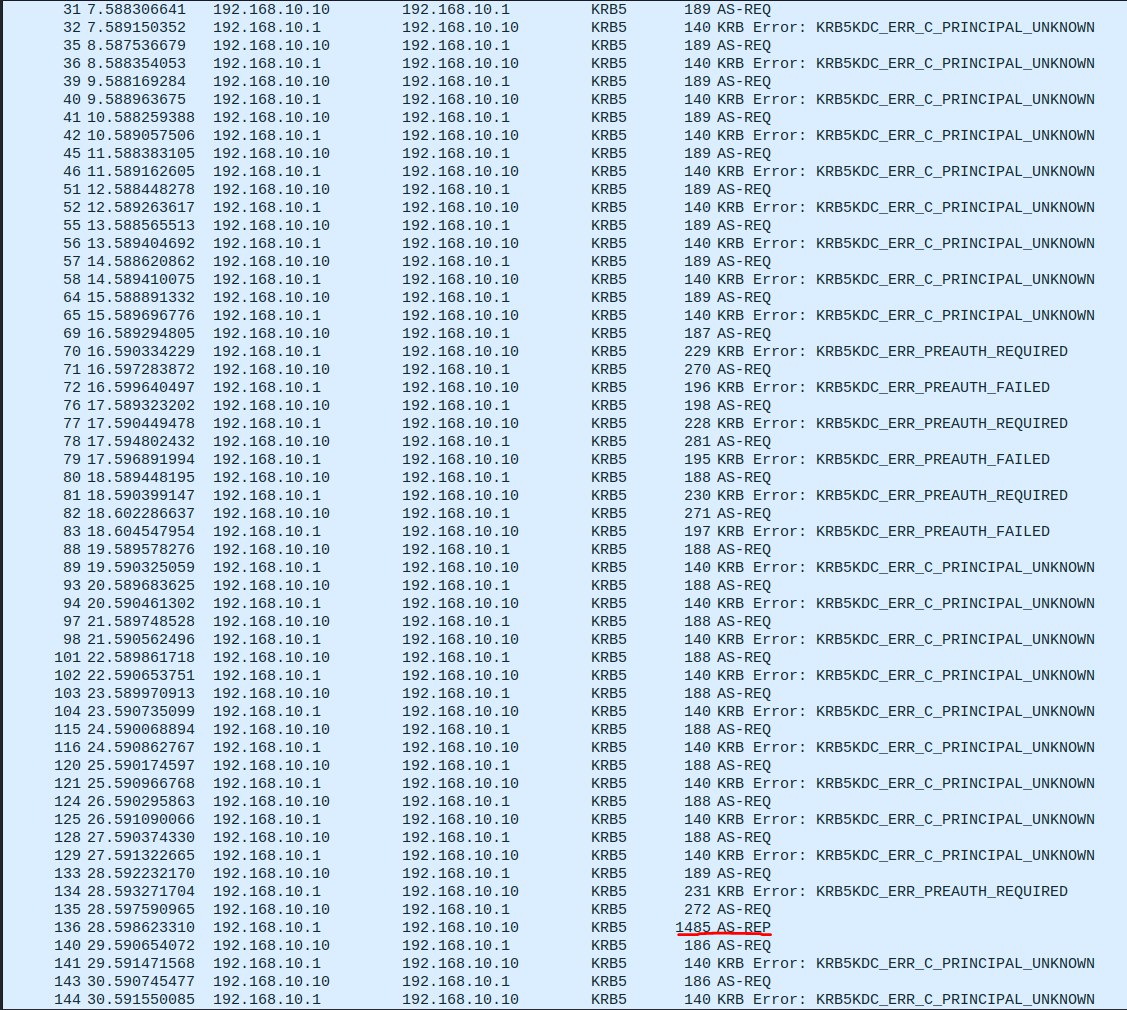 31 7.588306641 192.168.10.10 192.168.10.1 KRB5 189 AS-REQ
32 7.589150352 192.168.10.1 192.168.10.10 KRB5 140 KRB Error: KRB5KDC_ERR_C_PRINCIPAL_UNKNOWN
35 8.587536679 192.168.10.10 192.168.10.1 KRB5 189 AS-REQ
36 8.588354053 192.168.10.1 192.168.10.10 KRB5 140 KRB Error: KRB5KDC_ERR_C_PRINCIPAL_UNKNOWN
39 9.588169284 192.168.10.10 192.168.10.1 KRB5 189 AS-REQ
40 9.588963675 192.168.10.1 192.168.10.10 KRB5 140 KRB Error: KRB5KDC_ERR_C_PRINCIPAL_UNKNOWN
41 10.588259388 192.168.10.10 192.168.10.1 KRB5 189 AS-REQ
42 10.589057506 192.168.10.1 192.168.10.10 KRB5 140 KRB Error: KRB5KDC_ERR_C_PRINCIPAL_UNKNOWN
45 11.588383105 192.168.10.10 192.168.10.1 KRB5 189 AS-REQ
46 11.589162605 192.168.10.1 192.168.10.10 KRB5 140 KRB Error: KRB5KDC_ERR_C_PRINCIPAL_UNKNOWN
51 12.588448278 192.168.10.10 192.168.10.1 KRB5 189 AS-REQ
52 12.589263617 192.168.10.1 192.168.10.10 KRB5 140 KRB Error: KRB5KDC_ERR_C_PRINCIPAL_UNKNOWN
55 13.588565513 192.168.10.10 192.168.10.1 KRB5 189 AS-REQ
56 13.589404692 192.168.10.1 192.168.10.10 KRB5 140 KRB Error: KRB5KDC_ERR_C_PRINCIPAL_UNKNOWN
57 14.588620862 192.168.10.10 192.168.10.1 KRB5 189 AS-REQ
58 14.589410075 192.168.10.1 192.168.10.10 KRB5 140 KRB Error: KRB5KDC_ERR_C_PRINCIPAL_UNKNOWN
64 15.588891332 192.168.10.10 192.168.10.1 KRB5 189 AS-REQ
65 15.589696776 192.168.10.1 192.168.10.10 KRB5 140 KRB Error: KRB5KDC_ERR_C_PRINCIPAL_UNKNOWN
69 16.589294805 192.168.10.10 192.168.10.1 KRB5 187 AS-REQ
70 16.590334229 192.168.10.1 192.168.10.10 KRB5 229 KRB Error: KRB5KDC_ERR_PREAUTH_REQUIRED
71 16.597283872 192.168.10.10 192.168.10.1 KRB5 270 AS-REQ
72 16.599640497 192.168.10.1 192.168.10.10 KRB5 196 KRB Error: KRB5KDC_ERR_PREAUTH_FAILED
76 17.589323202 192.168.10.10 192.168.10.1 KRB5 198 AS-REQ
77 17.590449478 192.168.10.1 192.168.10.10 KRB5 228 KRB Error: KRB5KDC_ERR_PREAUTH_REQUIRED
78 17.594802432 192.168.10.10 192.168.10.1 KRB5 281 AS-REQ
79 17.596891994 192.168.10.1 192.168.10.10 KRB5 195 KRB Error: KRB5KDC_ERR_PREAUTH_FAILED
80 18.589448195 192.168.10.10 192.168.10.1 KRB5 188 AS-REQ
81 18.590399147 192.168.10.1 192.168.10.10 KRB5 230 KRB Error: KRB5KDC_ERR_PREAUTH_REQUIRED
82 18.602286637 192.168.10.10 192.168.10.1 KRB5 271 AS-REQ
83 18.604547954 192.168.10.1 192.168.10.10 KRB5 197 KRB Error: KRB5KDC_ERR_PREAUTH_FAILED
88 19.589578276 192.168.10.10 192.168.10.1 KRB5 188 AS-REQ
89 19.590325059 192.168.10.1 192.168.10.10 KRB5 140 KRB Error: KRB5KDC_ERR_C_PRINCIPAL_UNKNOWN
93 20.589683625 192.168.10.10 192.168.10.1 KRB5 188 AS-REQ
94 20.590461302 192.168.10.1 192.168.10.10 KRB5 140 KRB Error: KRB5KDC_ERR_C_PRINCIPAL_UNKNOWN
97 21.589748528 192.168.10.10 192.168.10.1 KRB5 188 AS-REQ
98 21.590562496 192.168.10.1 192.168.10.10 KRB5 140 KRB Error: KRB5KDC_ERR_C_PRINCIPAL_UNKNOWN
101 22.589861718 192.168.10.10 192.168.10.1 KRB5 188 AS-REQ
102 22.590653751 192.168.10.1 192.168.10.10 KRB5 140 KRB Error: KRB5KDC_ERR_C_PRINCIPAL_UNKNOWN
103 23.589970913 192.168.10.10 192.168.10.1 KRB5 188 AS-REQ
104 23.590735099 192.168.10.1 192.168.10.10 KRB5 140 KRB Error: KRB5KDC_ERR_C_PRINCIPAL_UNKNOWN
115 24.590068894 192.168.10.10 192.168.10.1 KRB5 188 AS-REQ
116 24.590862767 192.168.10.1 192.168.10.10 KRB5 140 KRB Error: KRB5KDC_ERR_C_PRINCIPAL_UNKNOWN
120 25.590174597 192.168.10.10 192.168.10.1 KRB5 188 AS-REQ
121 25.590966768 192.168.10.1 192.168.10.10 KRB5 140 KRB Error: KRB5KDC_ERR_C_PRINCIPAL_UNKNOWN
124 26.590295863 192.168.10.10 192.168.10.1 KRB5 188 AS-REQ
125 26.591090066 192.168.10.1 192.168.10.10 KRB5 140 KRB Error: KRB5KDC_ERR_C_PRINCIPAL_UNKNOWN
128 27.590374330 192.168.10.10 192.168.10.1 KRB5 188 AS-REQ
129 27.591322665 192.168.10.1 192.168.10.10 KRB5 140 KRB Error: KRB5KDC_ERR_C_PRINCIPAL_UNKNOWN
133 28.592232170 192.168.10.10 192.168.10.1 KRB5 189 AS-REQ
134 28.593271704 192.168.10.1 192.168.10.10 KRB5 231 KRB Error: KRB5KDC_ERR_PREAUTH_REQUIRED
135 28.597590965 192.168.10.10 192.168.10.1 KRB5 272 AS-REQ
136 28.598623310 192.168.10.1 192.168.10.10 KRB5 1485 AS-REP
140 29.590654072 192.168.10.10 192.168.10.1 KRB5 186 AS-REQ
141 29.591471568 192.168.10.1 192.168.10.10 KRB5 140 KRB Error: KRB5KDC_ERR_C_PRINCIPAL_UNKNOWN
143 30.590745477 192.168.10.10 192.168.10.1 KRB5 186 AS-REQ
144 30.591550085 192.168.10.1 192.168.10.10 KRB5 140 KRB Error: KRB5KDC_ERR_C_PRINCIPAL_UNKNOWN